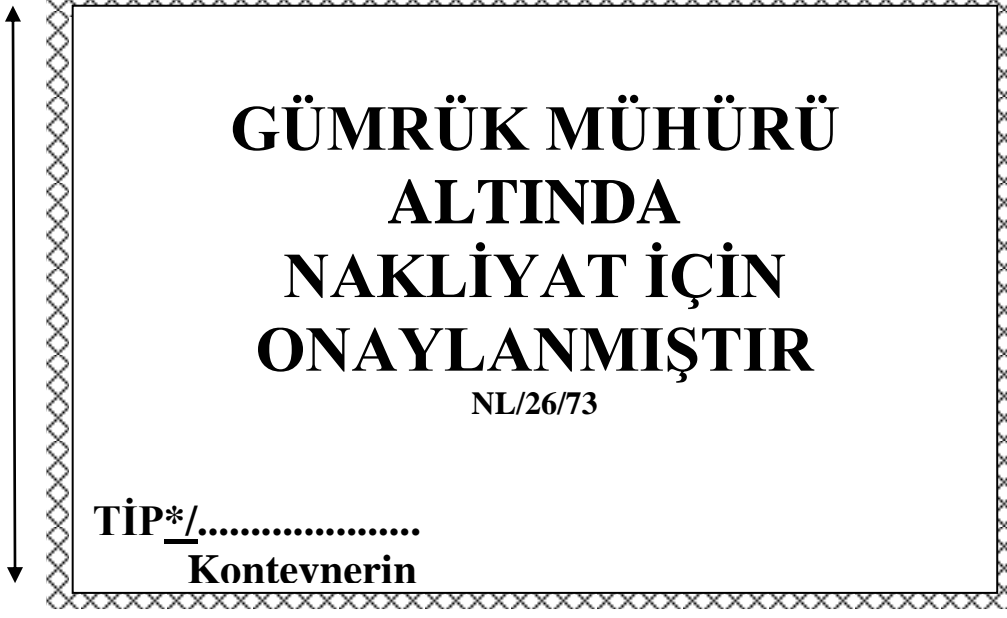 GÜMRÜK MÜHÜRÜ
ALTINDA
NAKLİYAT İÇİN
ONAYLANMIŞTIR
NL/26/73
TİP*/.....................
Konteynerin